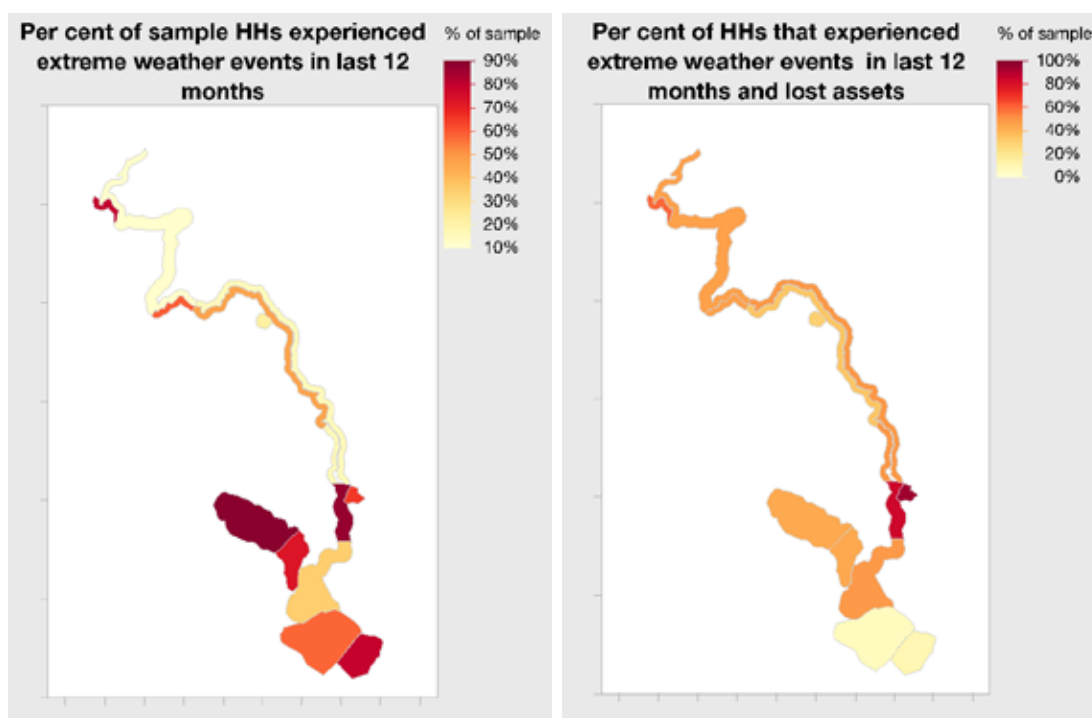 Per cent of sample HHs experienced
extreme weather events in last 12
months
% of sample
90%
80%
70%
60%
50%
40%
30%
20%
10%
Per cent of HHs that experienced
extreme weather events in last 12
months and lost assets
% of sample
100%
80%
60%
40%
20%
0%